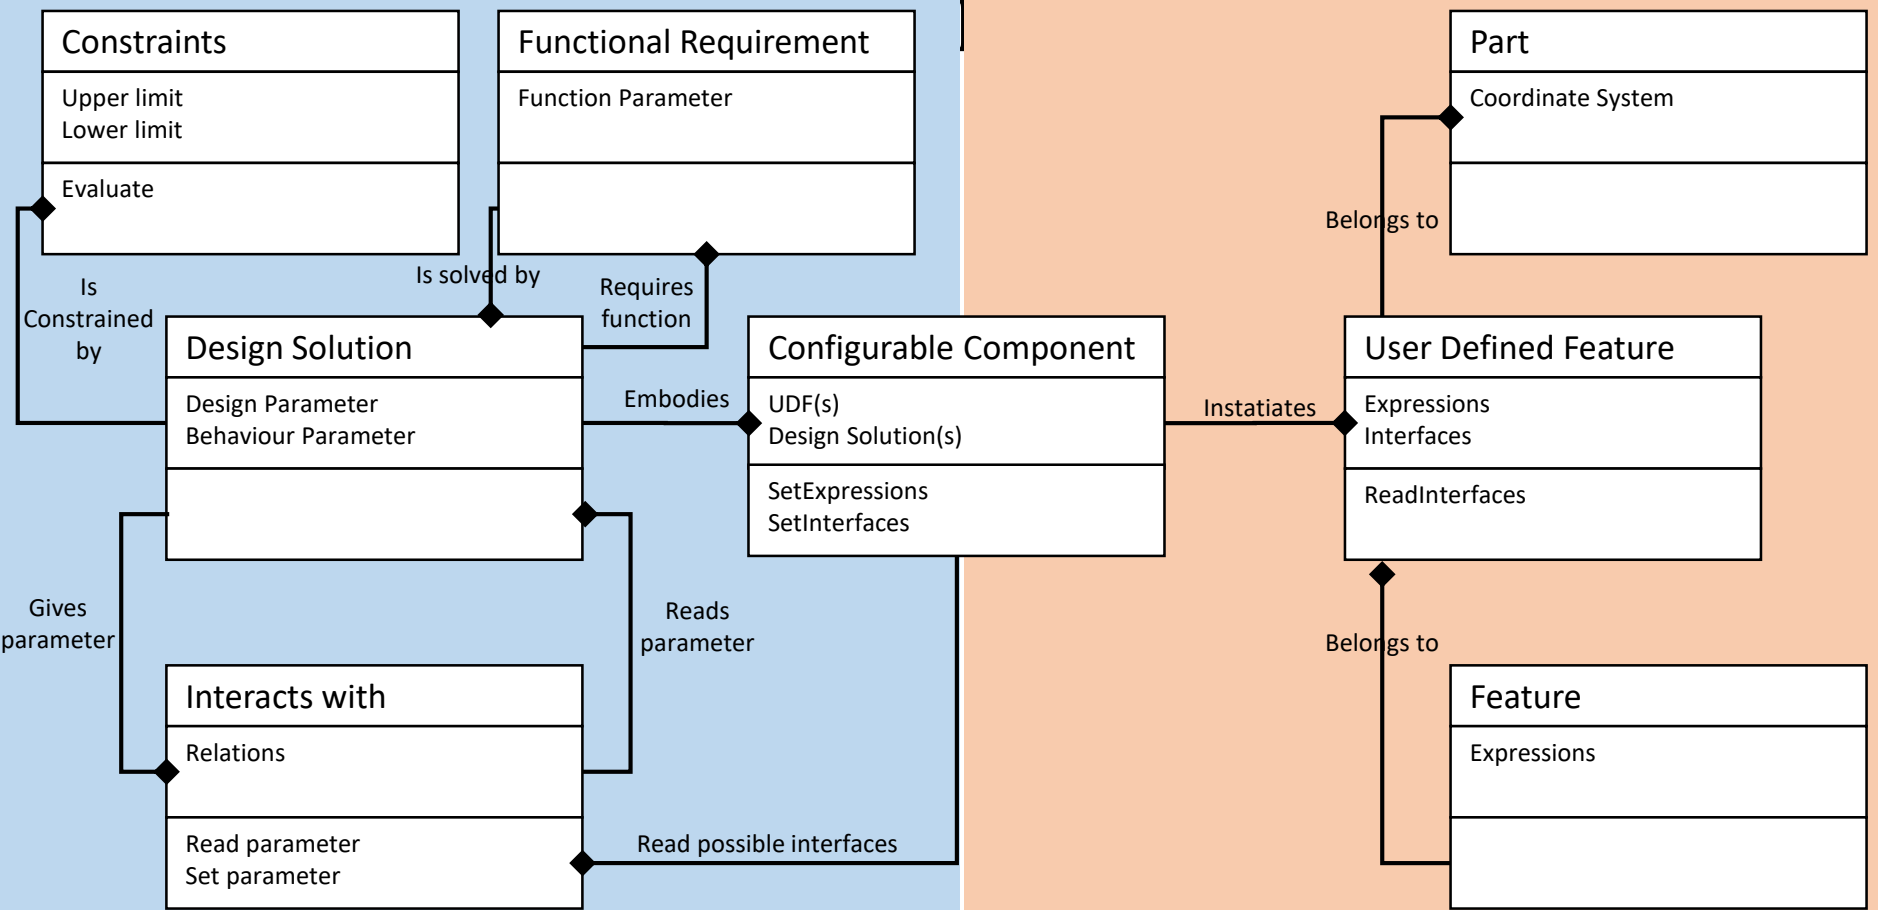 Constraints
Upper limit
Lower limit
Evaluate
Functional Requirement
Function Parameter
Part
Coordinate System
Belongs to
Is
Constrained
by
Is solved by
Requires
function
Design Solution
Design Parameter
Behaviour Parameter
Embodies
Configurable Component
UDF(s)
Design Solution(s)
SetExpressions
SetInterfaces
Instatiates
User Defined Feature
Expressions
Interfaces
ReadInterfaces
Gives
parameter
Reads
parameter
Belongs to
Interacts with
Relations
Read parameter
Set parameter
Read possible interfaces
Feature
Expressions